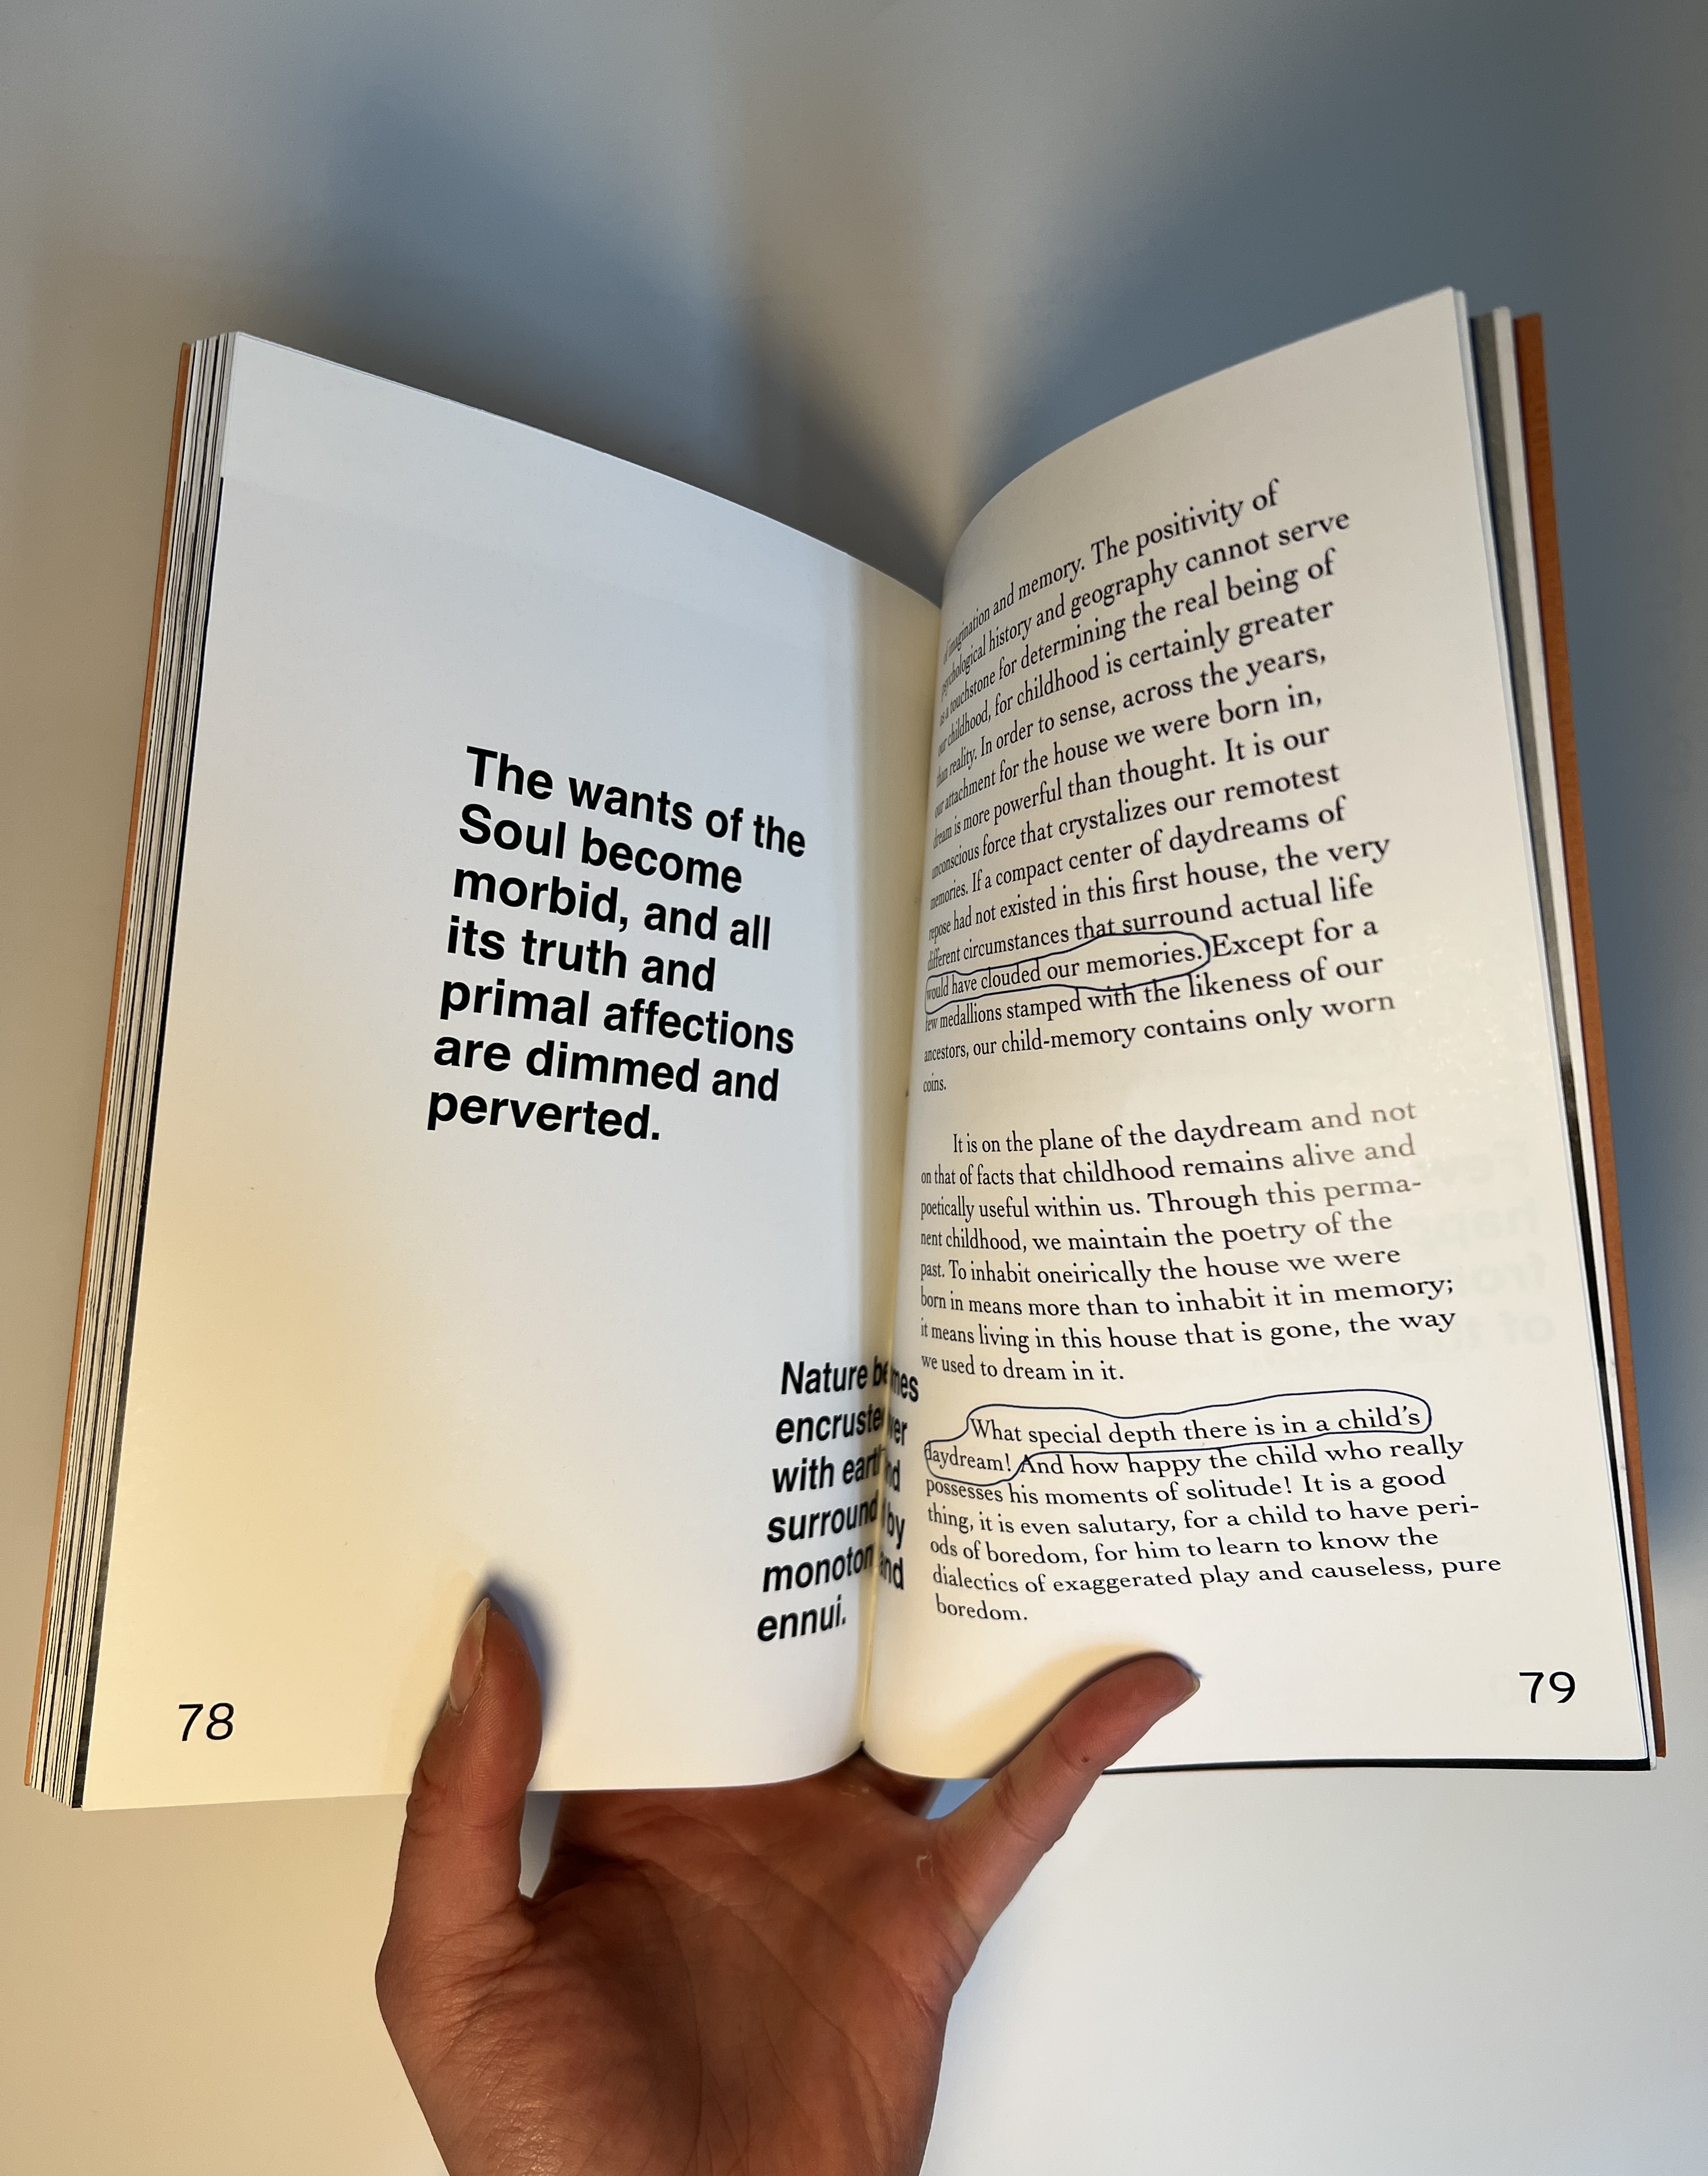 The wants of the
Soul become
morbid, and all
its truth and
primal affections
are dimmed and
perverted.
Nature be mes
encruste ver
with eart nd
surround by
monoton and
ennui.
78
of imagination and memory. The positivity of
psychological history and geography cannot serve
as a touchstone for determining the real being of
our childhood, for childhood is certainly greater
than reality. In order to sense, across the years,
our attachment for the house we were born in,
dream is more powerful than thought. It is our
unconscious force that crystalizes our remotest
memories. If a compact center of daydreams of
repose had not existed in this first house, the very
different circumstances that surround actual life
would have clouded our memories. Except for a
few medallions stamped with the likeness of our
ancestors, our child-memory contains only worn
coins.
It is on the plane of the daydream and not
on that of facts that childhood remains alive and
poetically useful within us. Through this perma-
nent childhood, we maintain the poetry of the
past. To inhabit oneirically the house we were
born in means more than to inhabit it in memory;
it means living in this house that is gone, the way
we used to dream in it.
What special depth there is in a child's
daydream! And how happy the child who really
possesses his moments of solitude! It is a good
thing, it is even salutary, for a child to have peri-
ods of boredom, for him to learn to know the
dialectics of exaggerated play and causeless, pure
boredom.
79